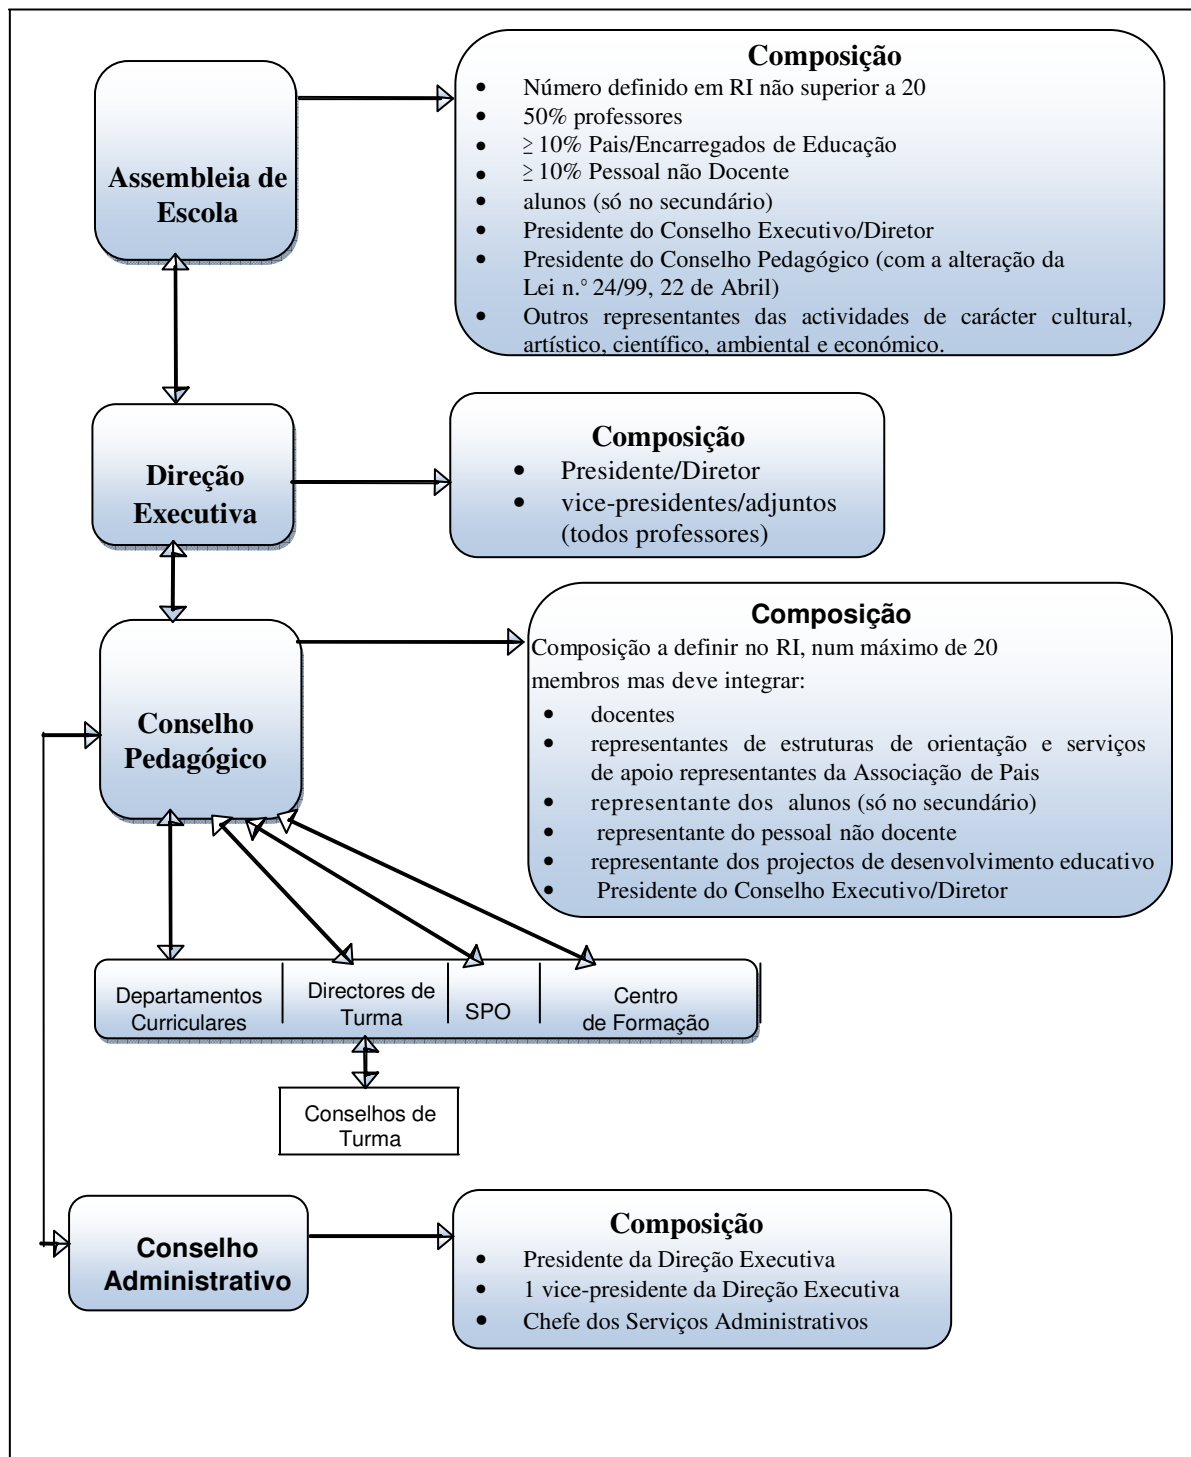 Assembleia de
Escola
Composição
• Número definido em RI não superior a 20
• 50% professores
• ≥ 10% Pais/Encarregados de Educação
• ≥ 10% Pessoal não Docente
• alunos (só no secundário)
• Presidente do Conselho Executivo/Diretor
• Presidente do Conselho Pedagógico (com a alteração da
Lei n.º 24/99, 22 de Abril)
• Outros representantes das actividades de carácter cultural,
artístico, científico, ambiental e económico.
Direção
Executiva
Composição
• Presidente/Diretor
• vice-presidentes/adjuntos
(todos professores)
Conselho
Pedagógico
Composição
Composição a definir no RI, num máximo de 20
membros mas deve integrar:
• docentes
• representantes de estruturas de orientação e serviços
de apoio representantes da Associação de Pais
• representante dos alunos (só no secundário)
• representante do pessoal não docente
• representante dos projectos de desenvolvimento educativo
• Presidente do Conselho Executivo/Diretor
Departamentos
Curriculares
Directores de
Turma
SPO
Centro
de Formação
Conselhos de
Turma
Conselho
Administrativo
Composição
• Presidente da Direção Executiva
• 1 vice-presidente da Direção Executiva
• Chefe dos Serviços Administrativos